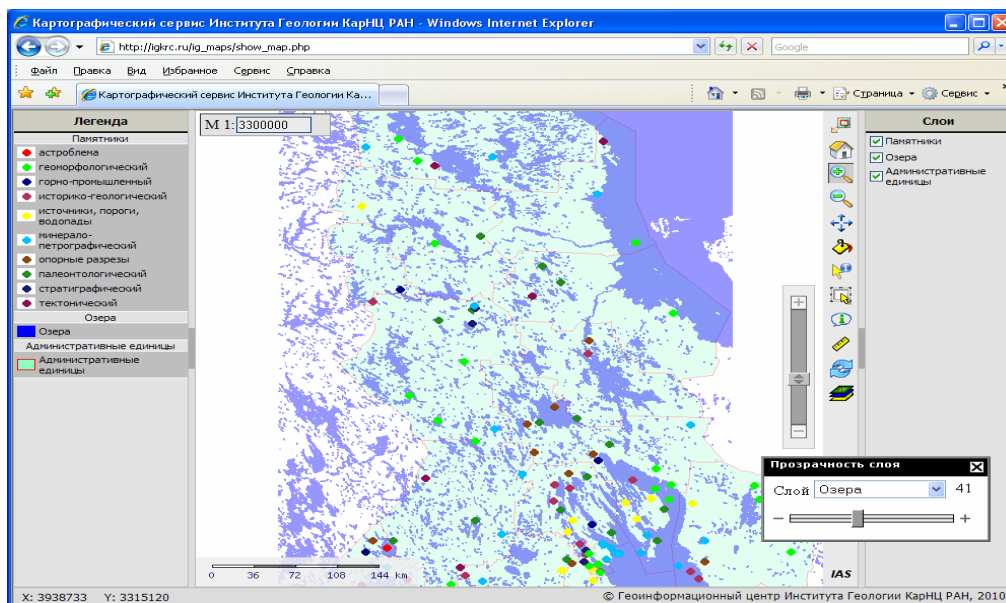 Картографический сервис Института Геологии КарНЦ РАН - Windows Internet Explorer
http://igkrc.ru/ig_maps/show_map.php
Google
Файл Правка Вид Избранное Сервис Справка
Картографический сервис Института Геологии Ка...
Страница
Сервис
Легенда
Памятники
астроблема
геоморфологический
горно-промышленный
историко-геологический
источники, пороги,
водопады
минерало-
петрографический
опорные разрезы
палеонтологический
стратиграфический
тектонический
Озера
Озера
Административные единицы
Административные
единицы
М 1: 3300000
Слои
Памятники
Озера
Административные
единицы
Прозрачность слоя
Слой Озера 41
− +
0 36 72 108 144 km
IAS
X: 3938733 Y: 3315120
© Геоинформационный центр Института Геологии КарНЦ РАН, 2010